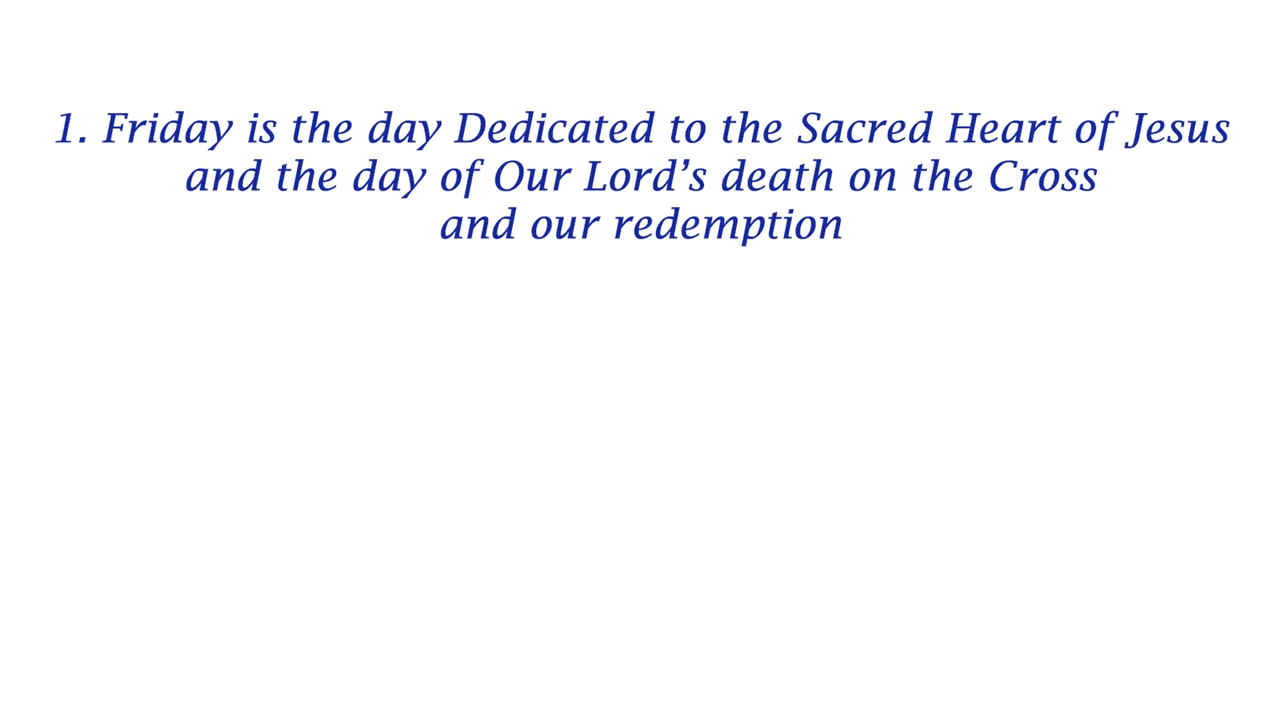 1. Friday is the day Dedicated to the Sacred Heart of Jesus
and the day of Our Lord’s death on the Cross
and our redemption